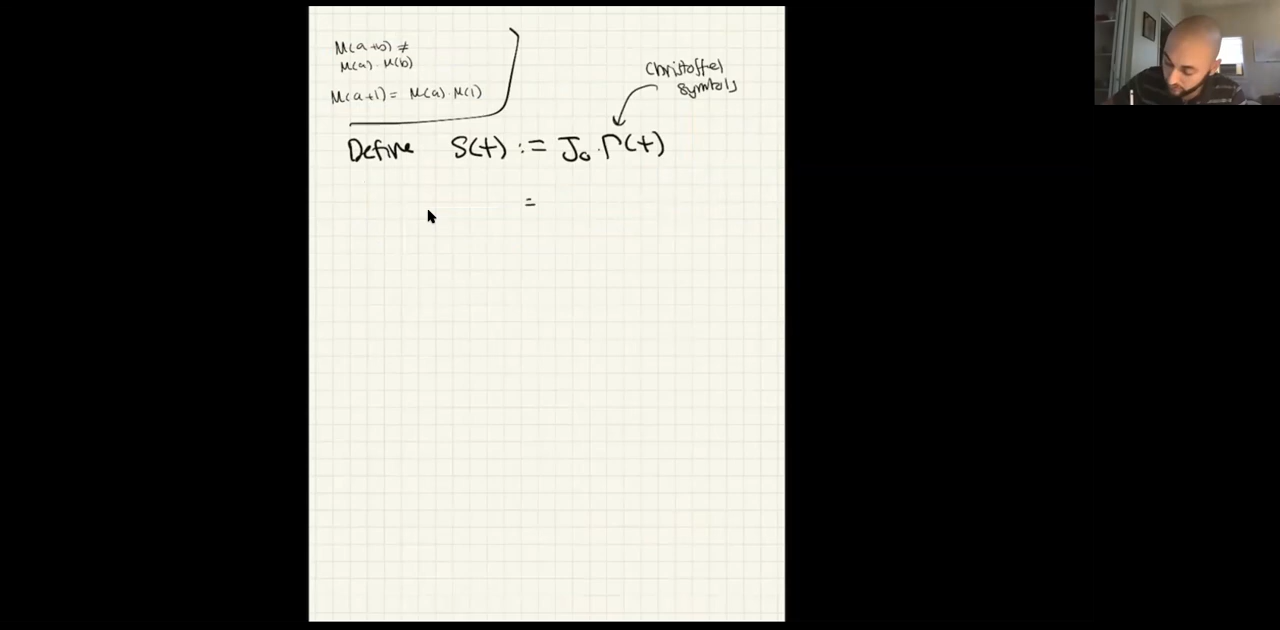 M(a+b) ≠
M(a)·M(b)
M(a+1) = M(a)·M(1)
Christoffel
Symbols
Define S(t) := J₀·Γ(t)
=